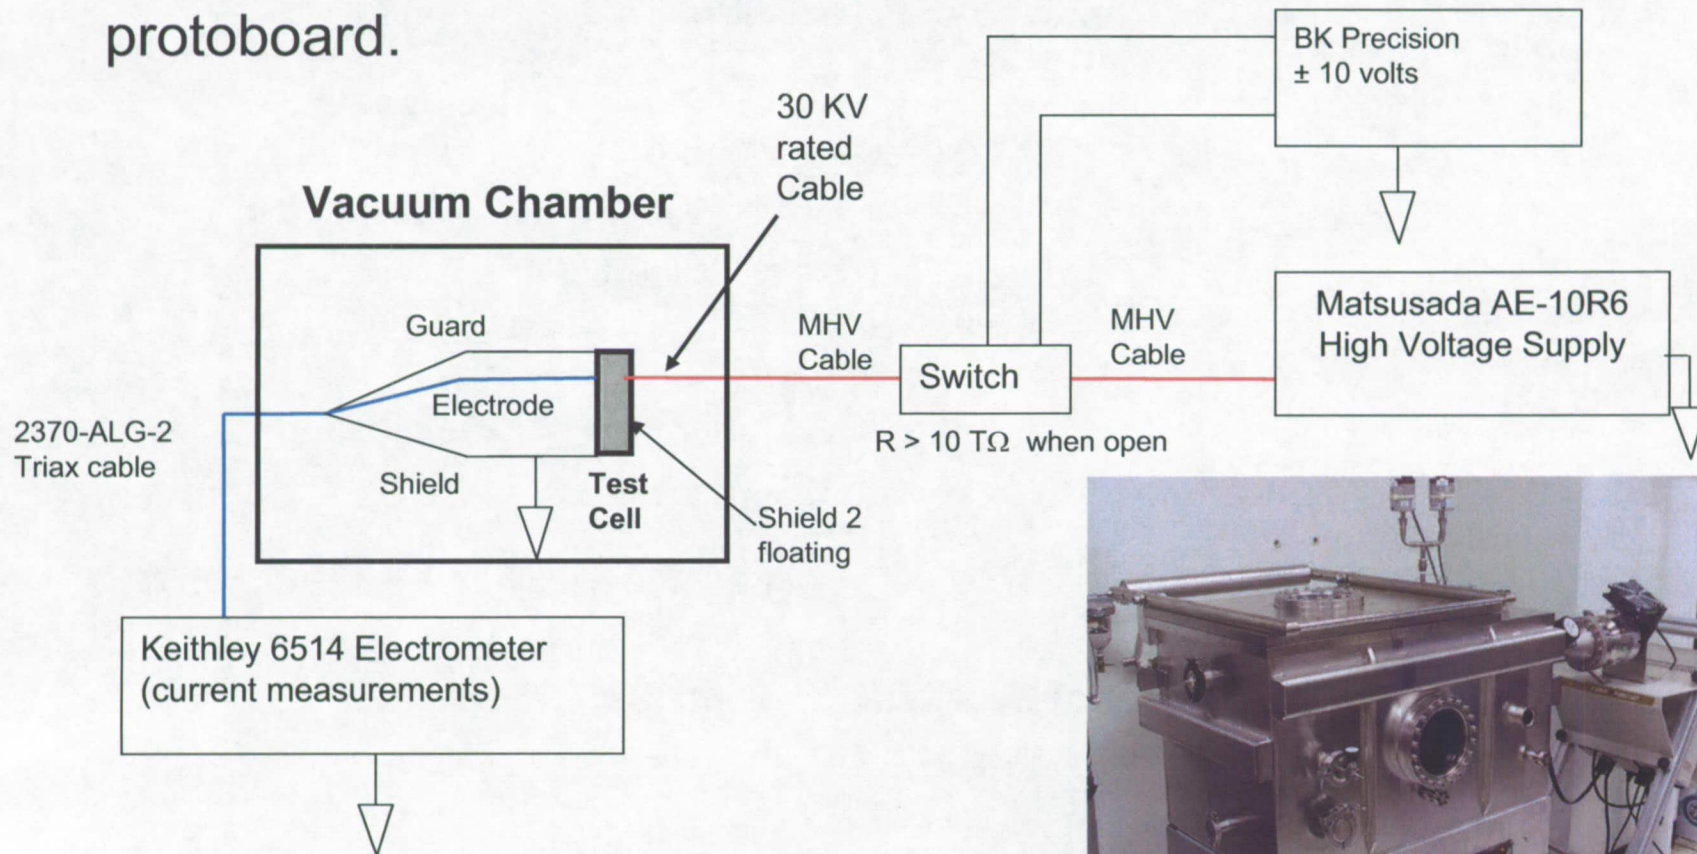 protoboard.
BK Precision
± 10 volts
30 KV
rated
Cable
Vacuum Chamber
Matsusada AE-10R6
High Voltage Supply
MHV
Cable
MHV
Cable
Switch
R > 10 TΩ when open
Guard
Electrode
Shield
Test
Cell
Shield 2
floating
2370-ALG-2
Triax cable
Keithley 6514 Electrometer
(current measurements)